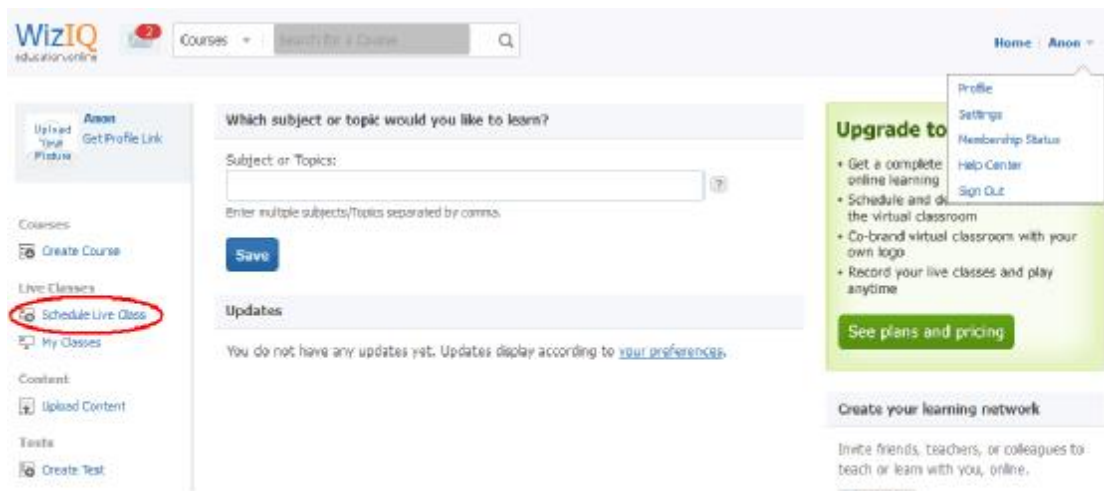 WizIQ
education.online
2
Courses
Search for a Course
Home | Anon
Profile
Settings
Membership Status
Help Center
Sign Out
Upload Your Picture
Anon
Get Profile Link
Courses
Create Course
Live Classes
Schedule Live Class
My Classes
Content
Upload Content
Tests
Create Test
Which subject or topic would you like to learn?
Subject or Topics:
?
Enter multiple subjects/Topics separated by comma.
Save
Updates
You do not have any updates yet. Updates display according to your preferences.
Upgrade to
• Get a complete
online learning
• Schedule and de
the virtual classroom
• Co-brand virtual classroom with your
own logo
• Record your live classes and play
anytime
See plans and pricing
Create your learning network
Invite friends, teachers, or colleagues to
teach or learn with you, online.